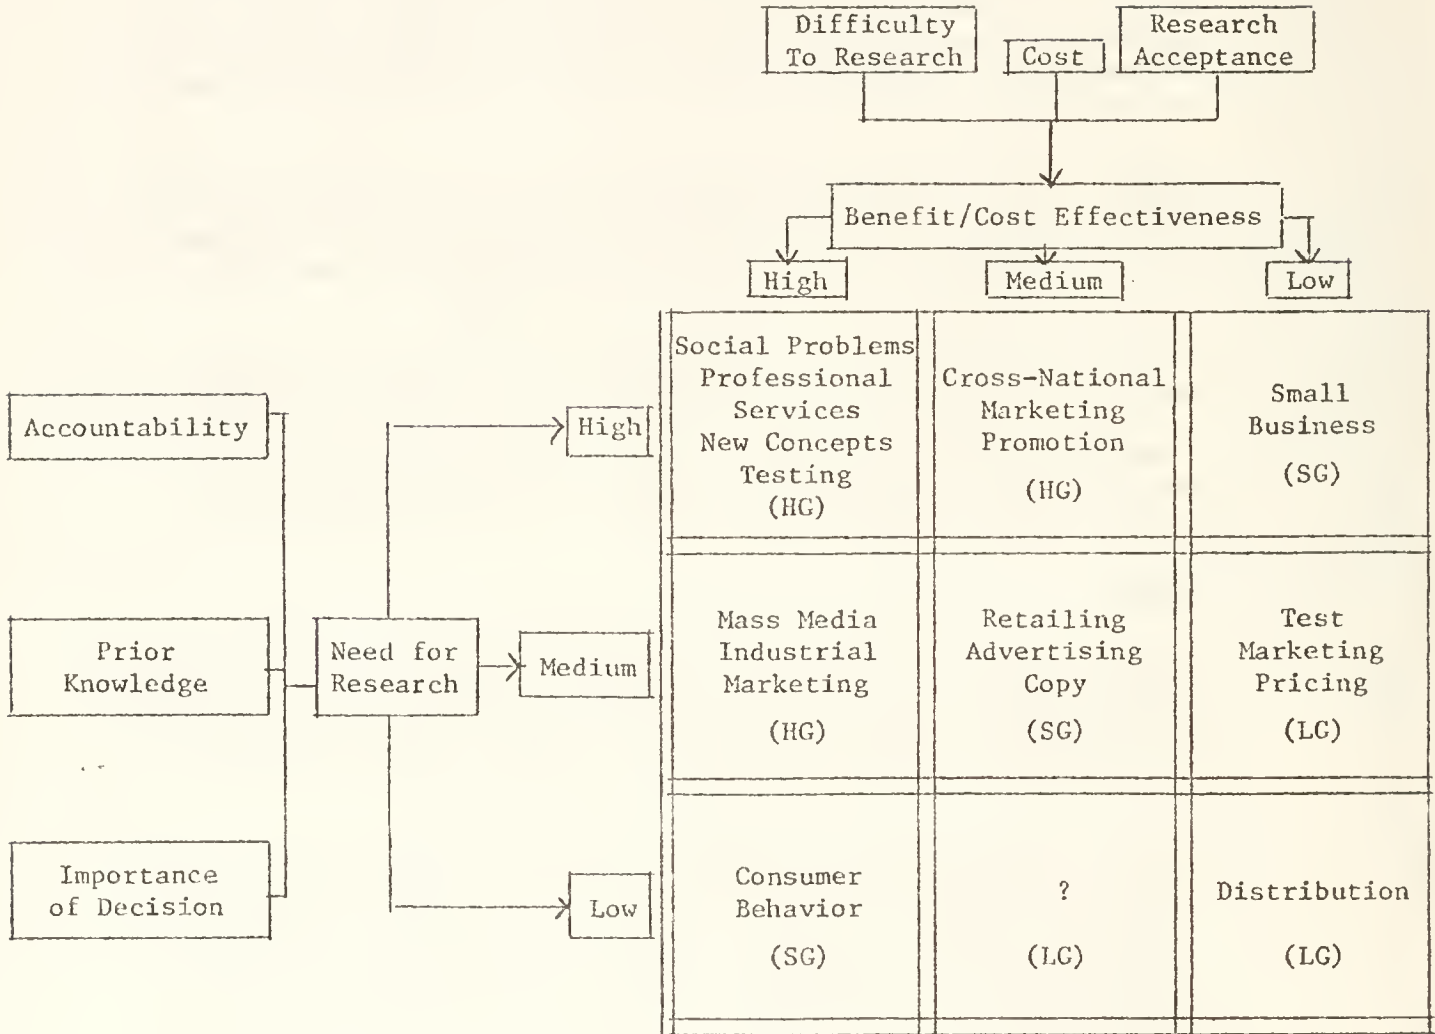 Difficulty
To Research
Cost
Research
Acceptance
Benefit/Cost Effectiveness
High
Medium
Low
Accountability
Prior
Knowledge
Importance
of Decision
Need for
Research
High
Medium
Low
Social Problems
Professional
Services
New Concepts
Testing
(HG)
Cross-National
Marketing
Promotion
(HG)
Small
Business
(SG)
Mass Media
Industrial
Marketing
(HG)
Retailing
Advertising
Copy
(SG)
Test
Marketing
Pricing
(LG)
Consumer
Behavior
(SG)
?
(LG)
Distribution
(LG)